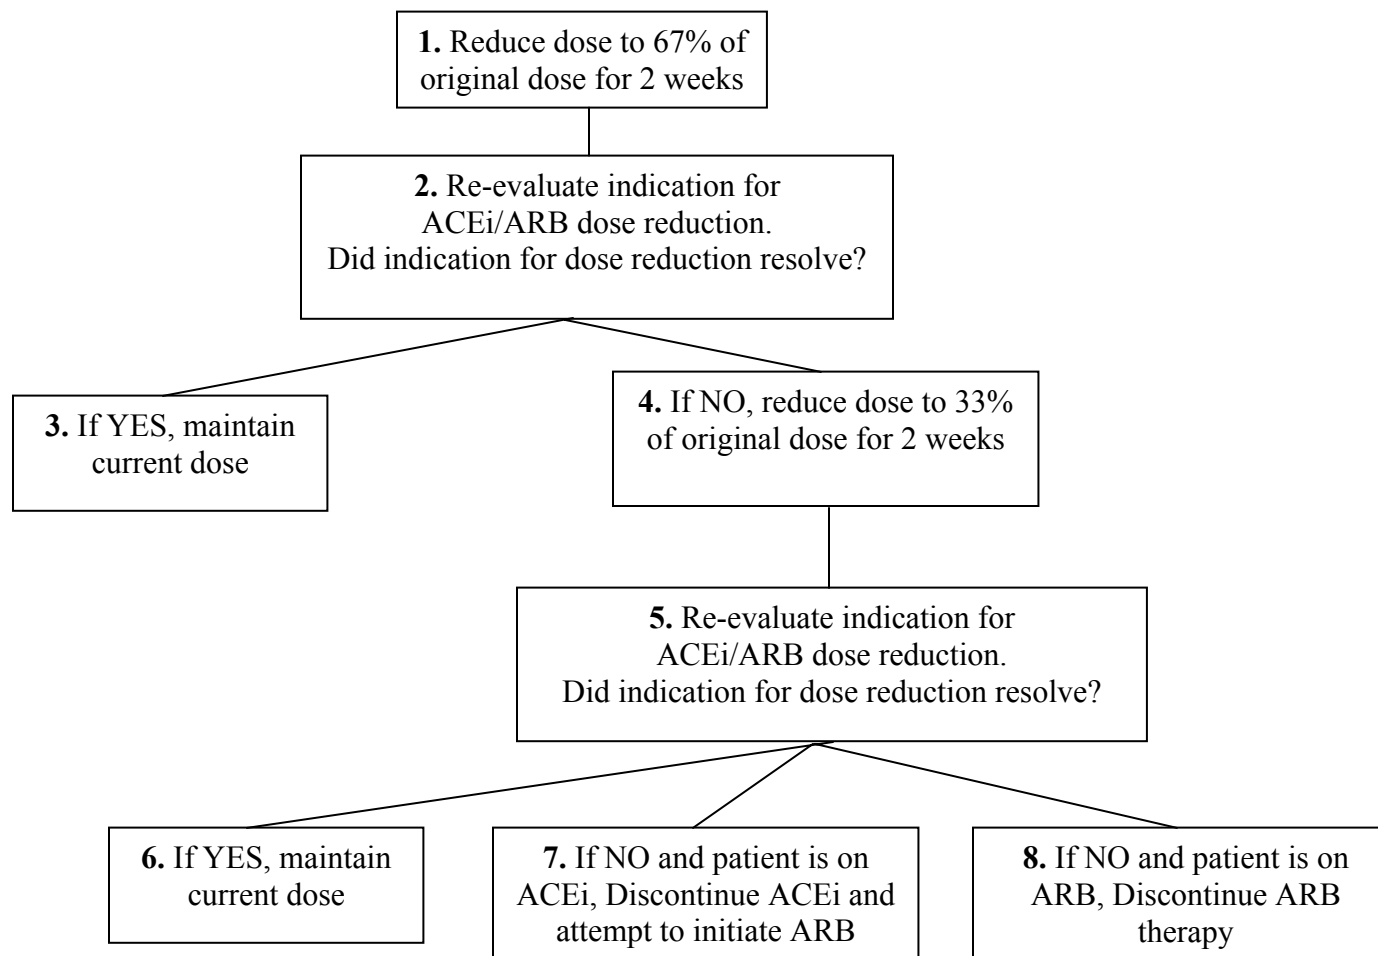 1. Reduce dose to 67% of
original dose for 2 weeks
2. Re-evaluate indication for
ACEi/ARB dose reduction.
Did indication for dose reduction resolve?
3. If YES, maintain
current dose
4. If NO, reduce dose to 33%
of original dose for 2 weeks
5. Re-evaluate indication for
ACEi/ARB dose reduction.
Did indication for dose reduction resolve?
6. If YES, maintain
current dose
7. If NO and patient is on
ACEi, Discontinue ACEi and
attempt to initiate ARB
8. If NO and patient is on
ARB, Discontinue ARB
therapy